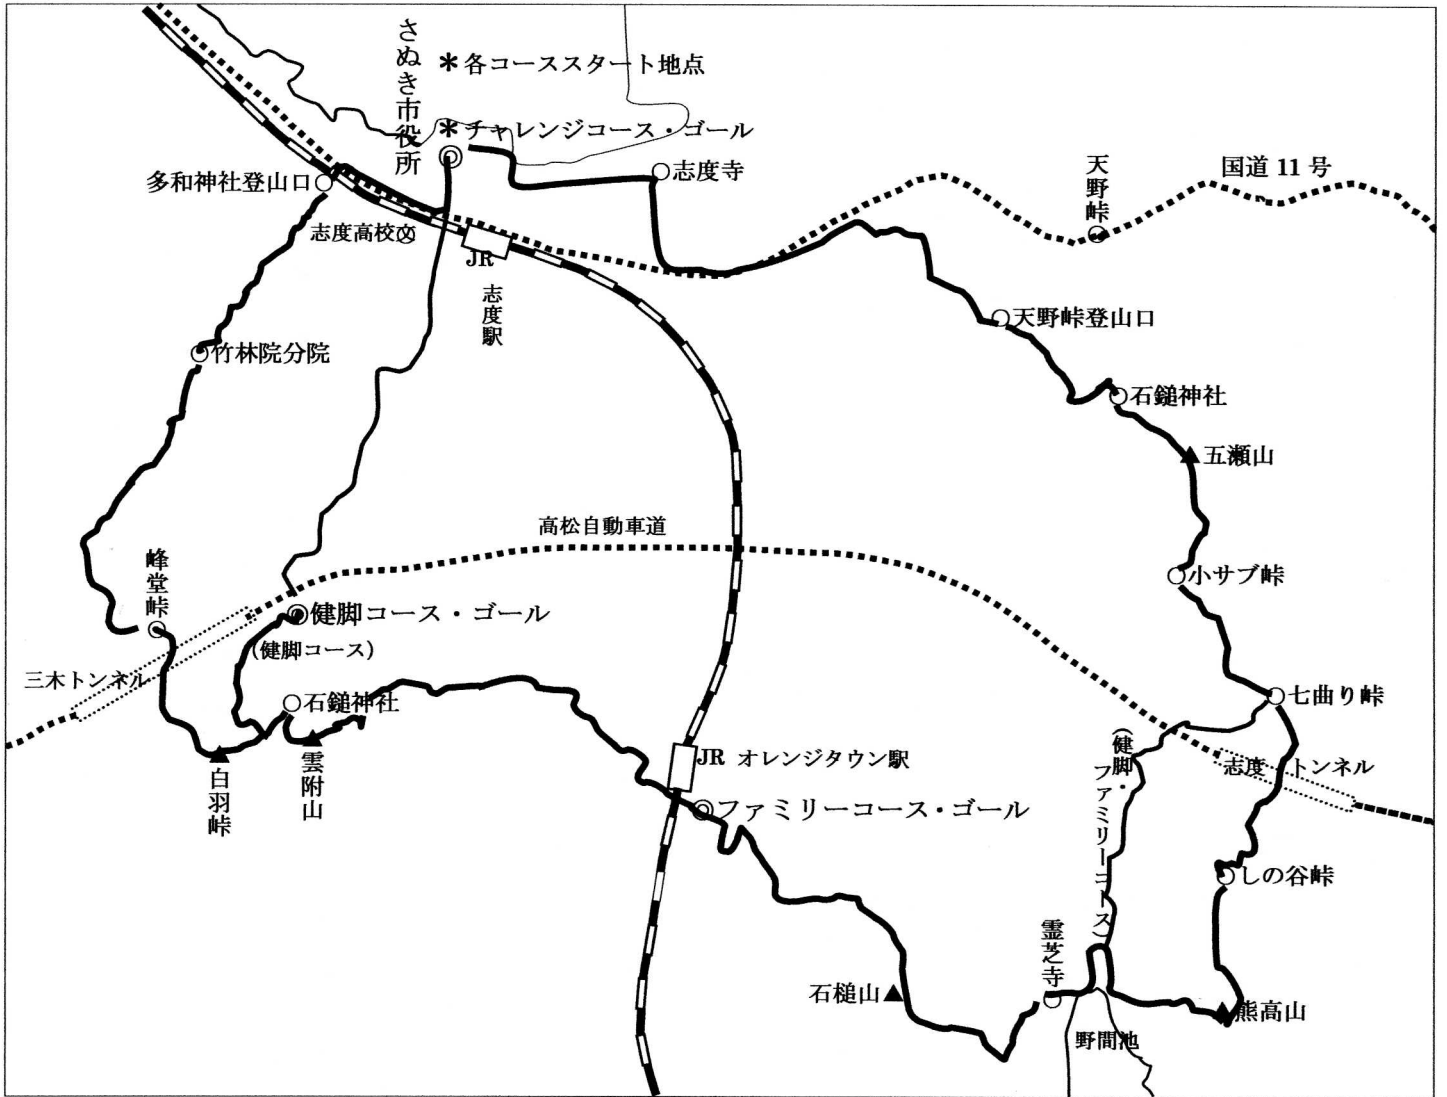 さぬき市役所
＊各コーススタート地点
＊チャレンジコース・ゴール
志度寺
天野峠
国道 11 号
多和神社登山口
志度高校
JR
志度駅
天野峠登山口
竹林院分院
石鎚神社
五瀬山
高松自動車道
峰堂峠
小サブ峠
健脚コース・ゴール
(健脚コース)
三木トンネル
石鎚神社
七曲り峠
雲附山
白羽峠
JR オレンジタウン駅
(健脚・
ファミリーコース)
志度 トンネル
ファミリーコース・ゴール
しの谷峠
霊芝寺
石槌山
熊高山
野間池